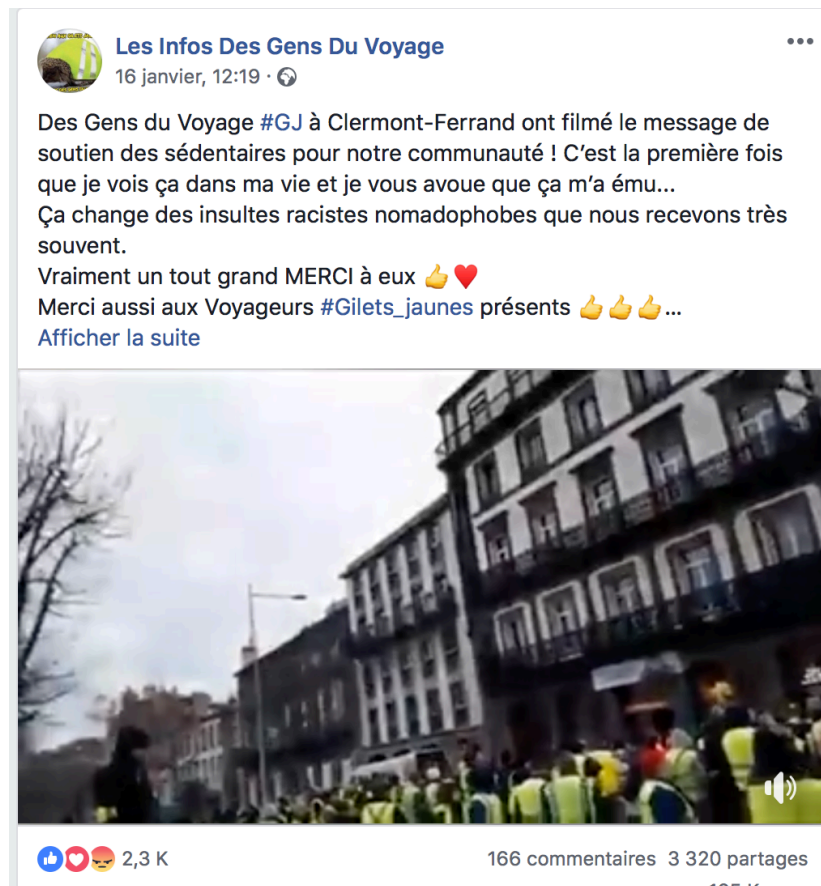 Les Infos Des Gens Du Voyage
16 janvier, 12:19 ·
Des Gens du Voyage #GJ à Clermont-Ferrand ont filmé le message de
soutien des sédentaires pour notre communauté ! C’est la première fois
que je vois ça dans ma vie et je vous avoue que ça m’a ému...
Ça change des insultes racistes nomadophobes que nous recevons très
souvent.
Vraiment un tout grand MERCI à eux 👍❤️
Merci aussi aux Voyageurs #Gilets_jaunes présents 👍👍👍...
Afficher la suite
2,3 K
166 commentaires 3 320 partages